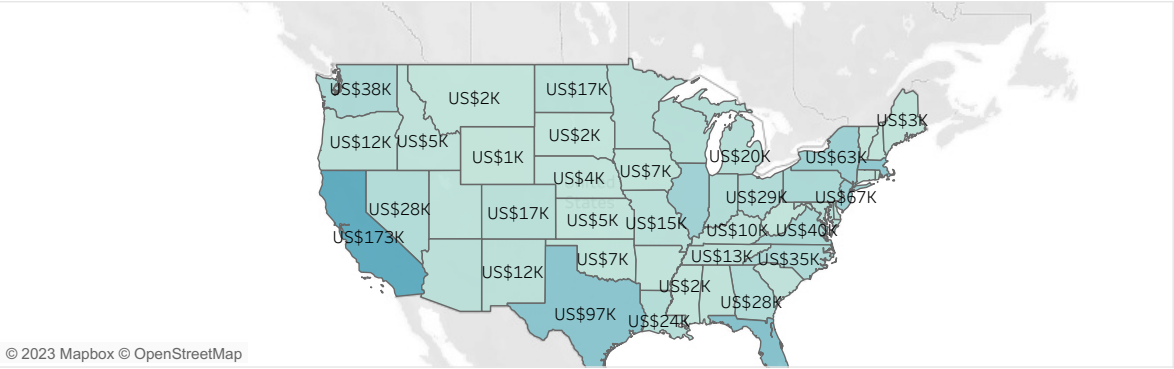 US$38K
US$2K
US$17K
US$3K
US$12K
US$5K
US$2K
US$1K
US$20K
US$63K
US$4K
US$7K
United
States
US$28K
US$17K
US$5K
US$15K
US$29K
US$67K
US$173K
US$10K
US$40K
US$12K
US$7K
US$13K
US$35K
US$2K
US$97K
US$24K
US$28K
© 2023 Mapbox © OpenStreetMap